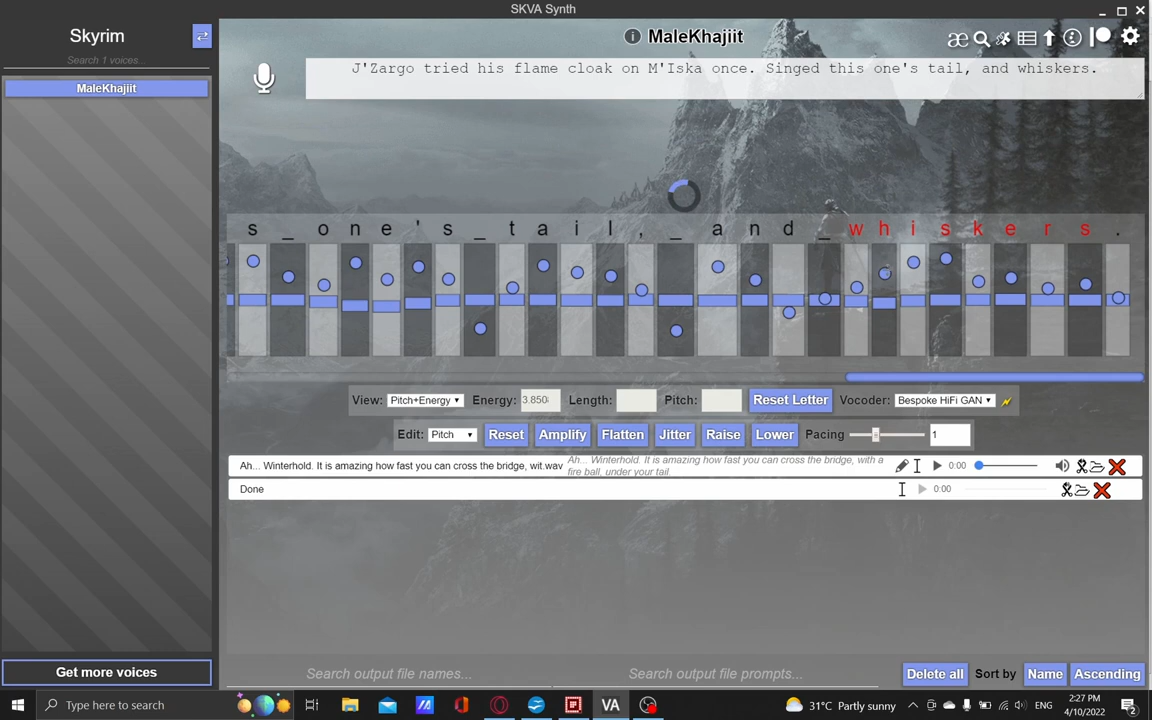 SKVA Synth
Skyrim
Search 1 voices...
MaleKhajiit
Get more voices
i MaleKhajiit
æ
J'Zargo tried his flame cloak on M'Iska once. Singed this one's tail, and whiskers.
s _ o n e ' s _ t a i l , _ a n d _ w h i s k e r s .
View: Pitch+Energy Energy: 3.850 Length: Pitch: Reset Letter Vocoder: Bespoke HiFi GAN
Edit: Pitch Reset Amplify Flatten Jitter Raise Lower Pacing 1
Ah... Winterhold. It is amazing how fast you can cross the bridge, wit.wav
Ah... Winterhold. It is amazing how fast you can cross the bridge, with a
fire ball, under your tail.
0:00
Done 0:00
Search output file names... Search output file prompts... Delete all Sort by Name Ascending
Type here to search
VA
31°C Partly sunny
ENG
2:27 PM
4/10/2022
2